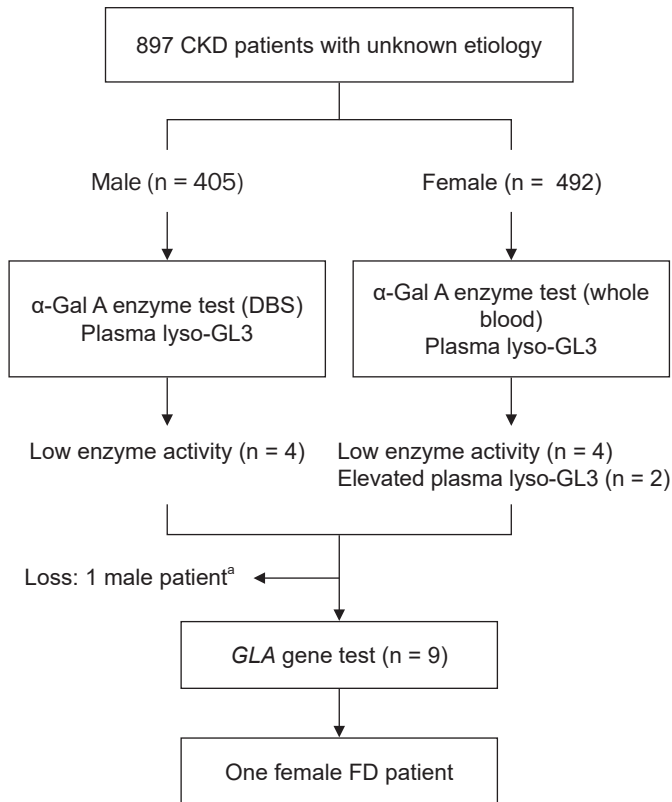 897 CKD patients with unknown etiology
Male (n = 405)
Female (n = 492)
α-Gal A enzyme test (DBS)
Plasma lyso-GL3
α-Gal A enzyme test (whole
blood)
Plasma lyso-GL3
Low enzyme activity (n = 4)
Low enzyme activity (n = 4)
Elevated plasma lyso-GL3 (n = 2)
Loss: 1 male patientᵃ
GLA gene test (n = 9)
One female FD patient